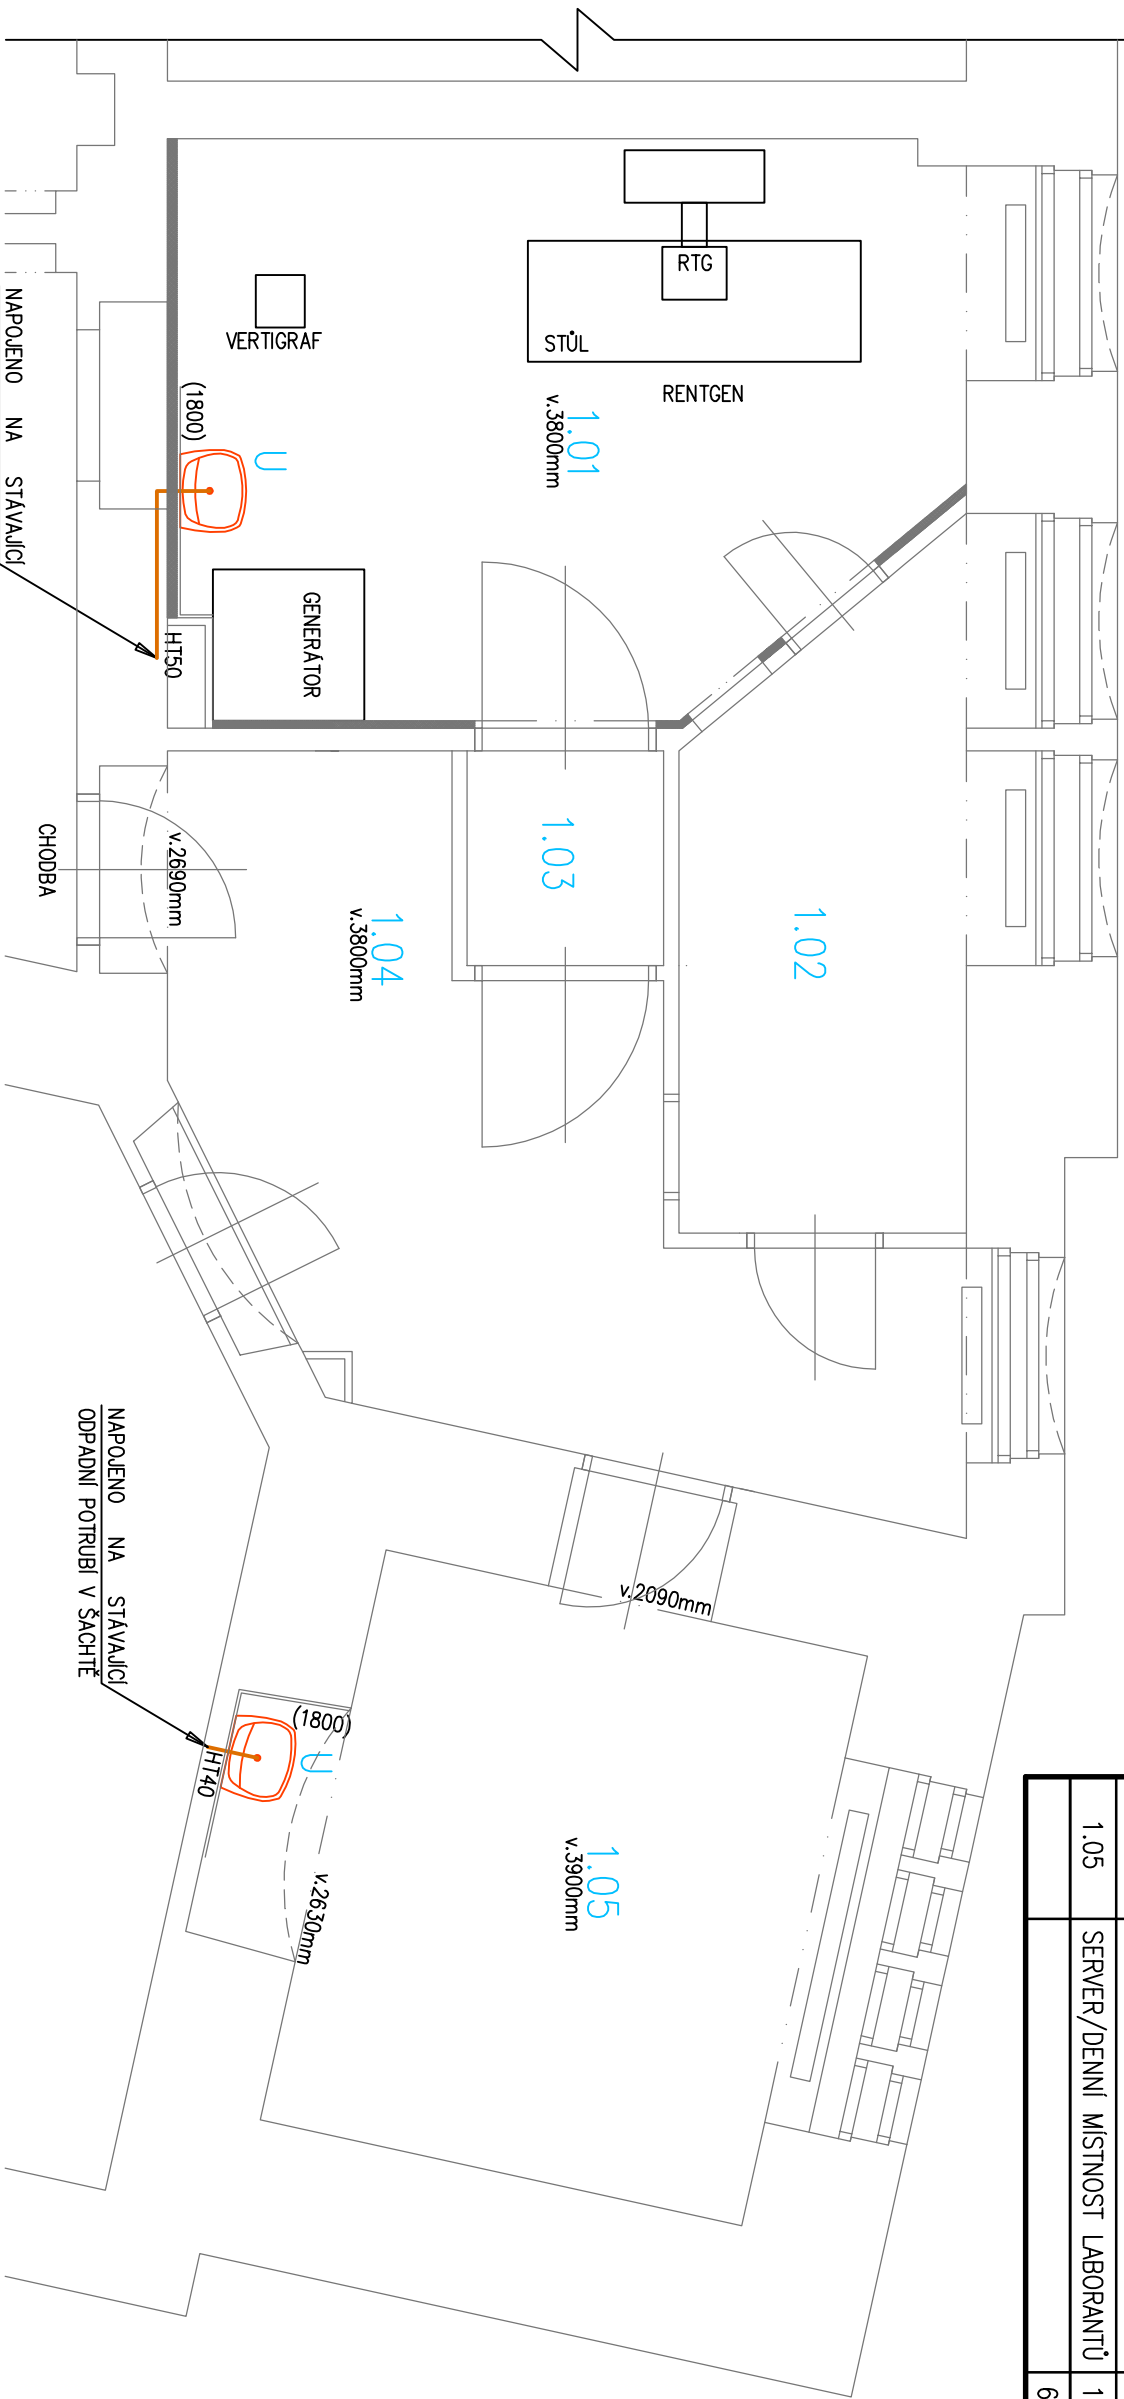 RTG
STŮL
RENTGEN
VERTIGRAF
1.01
v.3800mm
(1800)
U
GENERÁTOR
HT50
NAPOJENO NA STÁVAJÍCÍ
1.03
1.02
1.04
v.3800mm
v.2690mm
CHODBA
v.2090mm
NAPOJENO NA STÁVAJÍCÍ
ODPADNÍ POTRUBÍ V ŠACHTĚ
(1800)
U
HT40
v.2630mm
1.05
v.3900mm
1.05 SERVER/DENNÍ MÍSTNOST LABORANTŮ 1
6